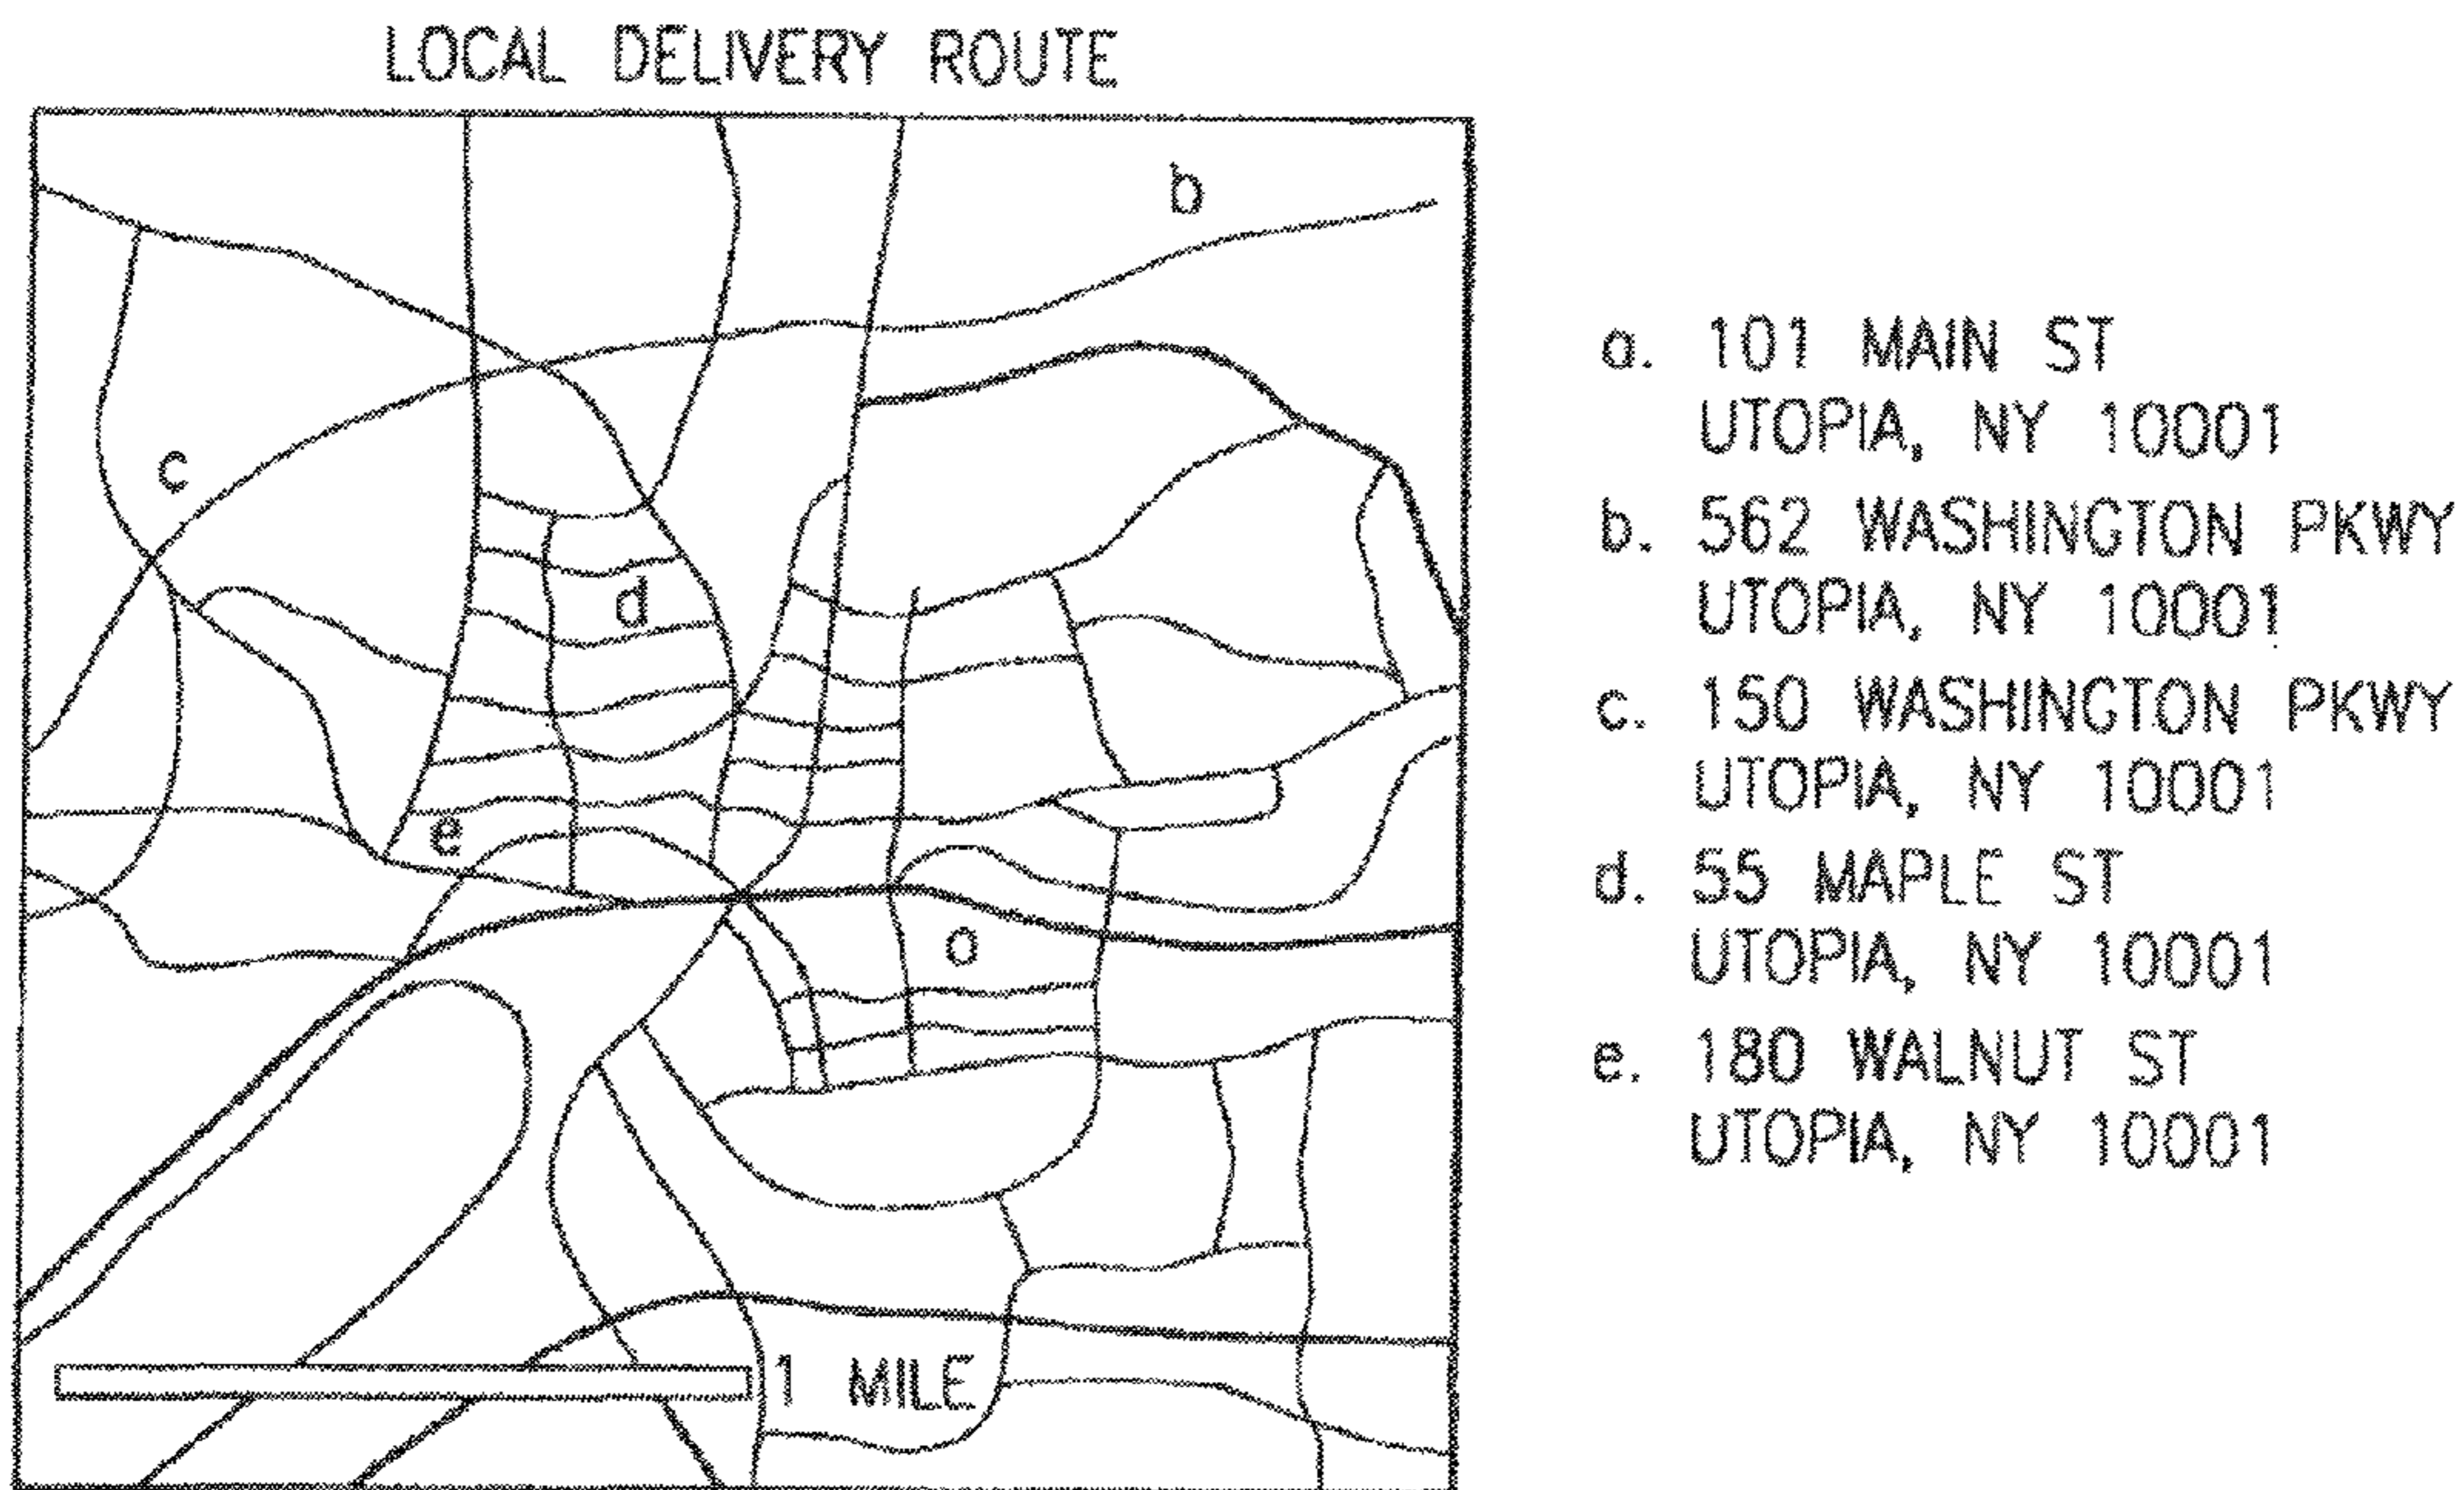 LOCAL DELIVERY ROUTE
b
c
d
e
a
1 MILE
a. 101 MAIN ST
UTOPIA, NY 10001
b. 562 WASHINGTON PKWY
UTOPIA, NY 10001
c. 150 WASHINGTON PKWY
UTOPIA, NY 10001
d. 55 MAPLE ST
UTOPIA, NY 10001
e. 180 WALNUT ST
UTOPIA, NY 10001